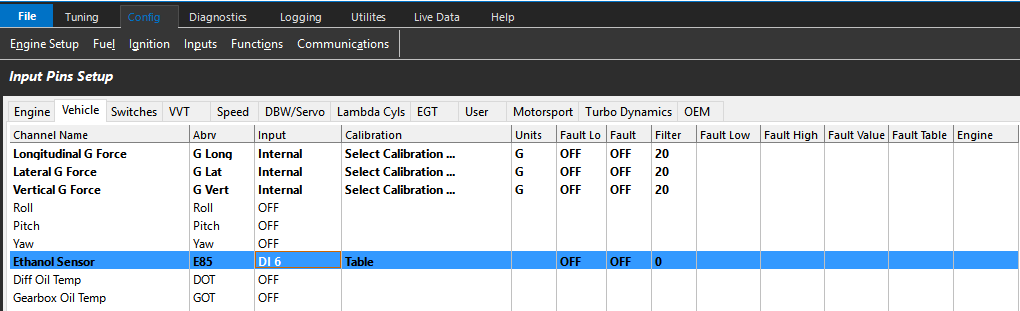 File Tuning Config Diagnostics Logging Utilites Live Data Help
Engine Setup Fuel Ignition Inputs Functions Communications
Input Pins Setup
Engine Vehicle Switches VVT Speed DBW/Servo Lambda Cyls EGT User Motorsport Turbo Dynamics OEM
Channel Name Abrv Input Calibration Units Fault Lo Fault Filter Fault Low Fault High Fault Value Fault Table Engine
Longitudinal G Force G Long Internal Select Calibration ... G OFF OFF 20
Lateral G Force G Lat Internal Select Calibration ... G OFF OFF 20
Vertical G Force G Vert Internal Select Calibration ... G OFF OFF 20
Roll Roll OFF
Pitch Pitch OFF
Yaw Yaw OFF
Ethanol Sensor E85 DI 6 Table OFF OFF 0
Diff Oil Temp DOT OFF
Gearbox Oil Temp GOT OFF